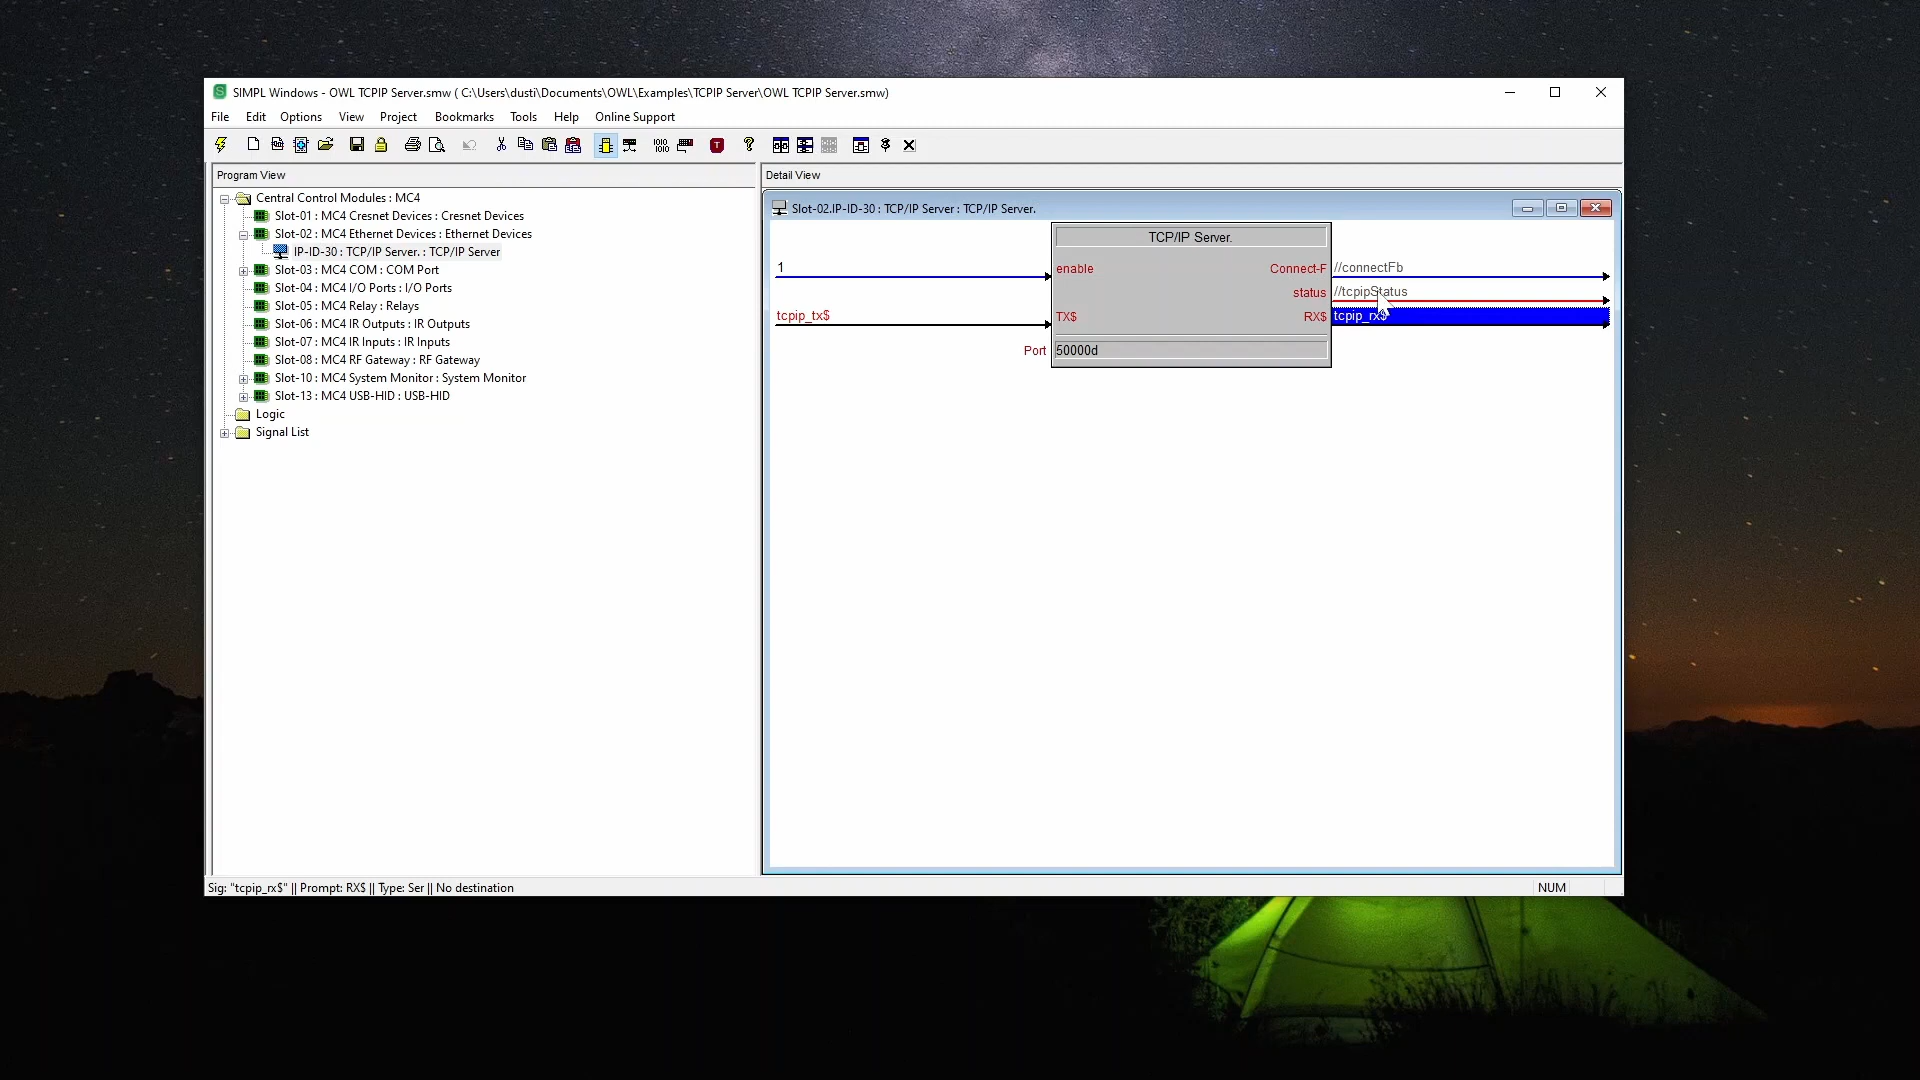 SIMPL Windows - OWL TCPIP Server.smw ( C:\Users\dusti\Documents\OWL\Examples\TCPIP Server\OWL TCPIP Server.smw)
File Edit Options View Project Bookmarks Tools Help Online Support
Program View
Central Control Modules : MC4
Slot-01 : MC4 Cresnet Devices : Cresnet Devices
Slot-02 : MC4 Ethernet Devices : Ethernet Devices
IP-ID-30 : TCP/IP Server. : TCP/IP Server
Slot-03 : MC4 COM : COM Port
Slot-04 : MC4 I/O Ports : I/O Ports
Slot-05 : MC4 Relay : Relays
Slot-06 : MC4 IR Outputs : IR Outputs
Slot-07 : MC4 IR Inputs : IR Inputs
Slot-08 : MC4 RF Gateway : RF Gateway
Slot-10 : MC4 System Monitor : System Monitor
Slot-13 : MC4 USB-HID : USB-HID
Logic
Signal List
Detail View
Slot-02.IP-ID-30 : TCP/IP Server : TCP/IP Server.
TCP/IP Server.
1 enable Connect-F //connectFb
status //tcpipStatus
tcpip_tx$ TX$ RX$ tcpip_rx$
Port 50000d
Sig: "tcpip_rx$" || Prompt: RX$ || Type: Ser || No destination
NUM